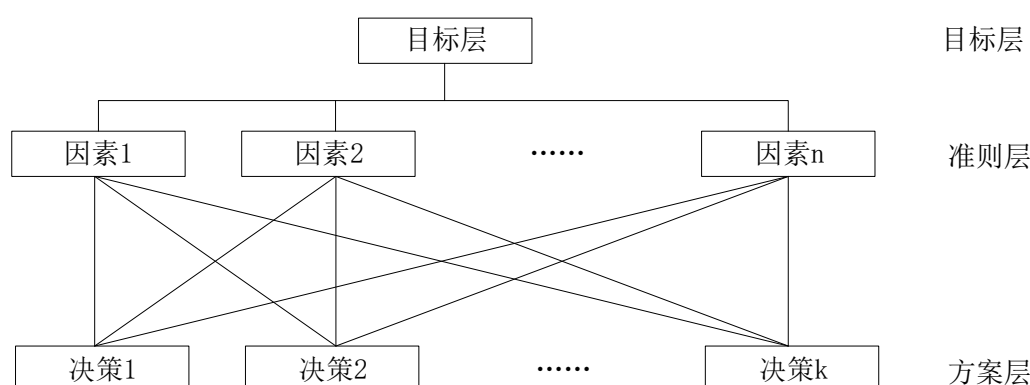 目标层 目标层
因素1 因素2 …… 因素n 准则层
决策1 决策2 …… 决策k 方案层